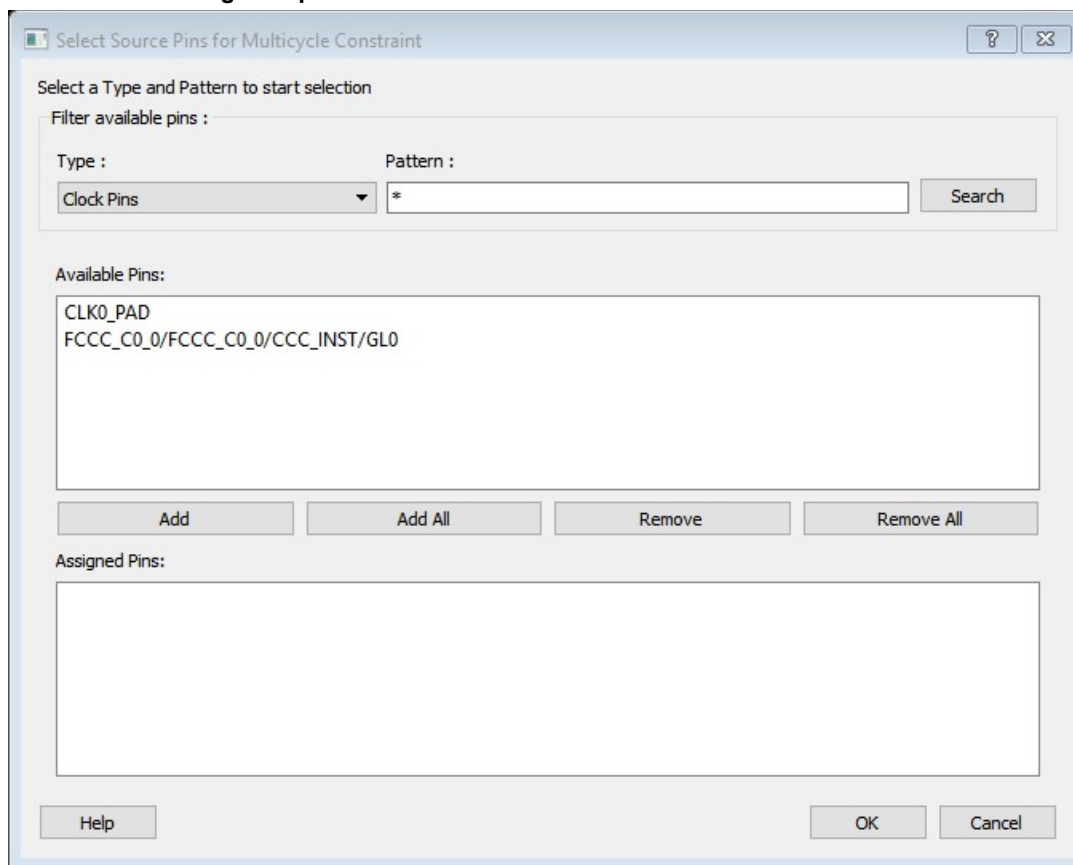 Select Source Pins for Multicycle Constraint
Select a Type and Pattern to start selection
Filter available pins :
Type : Pattern :
Clock Pins * Search
Available Pins:
CLK0_PAD
FCCC_C0_0/FCCC_C0_0/CCC_INST/GL0
Add Add All Remove Remove All
Assigned Pins:
Help OK Cancel